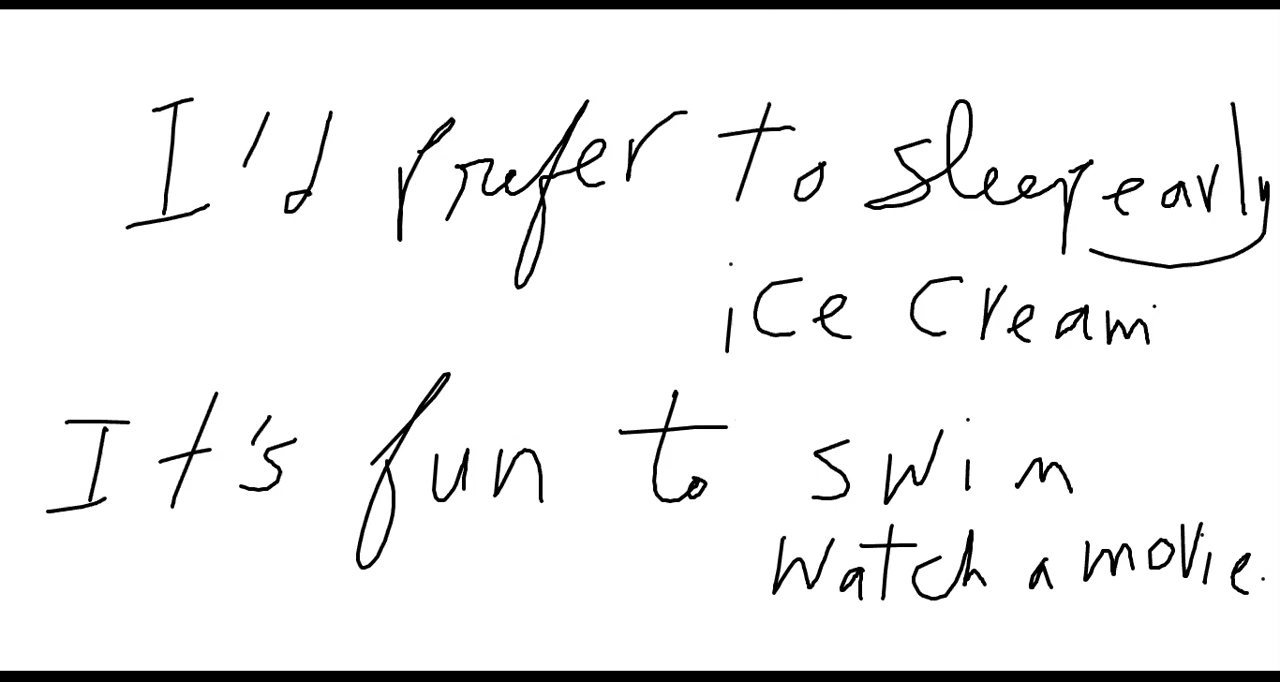 I'd prefer to sleep early
ice cream
It's fun to swim
watch a movie.